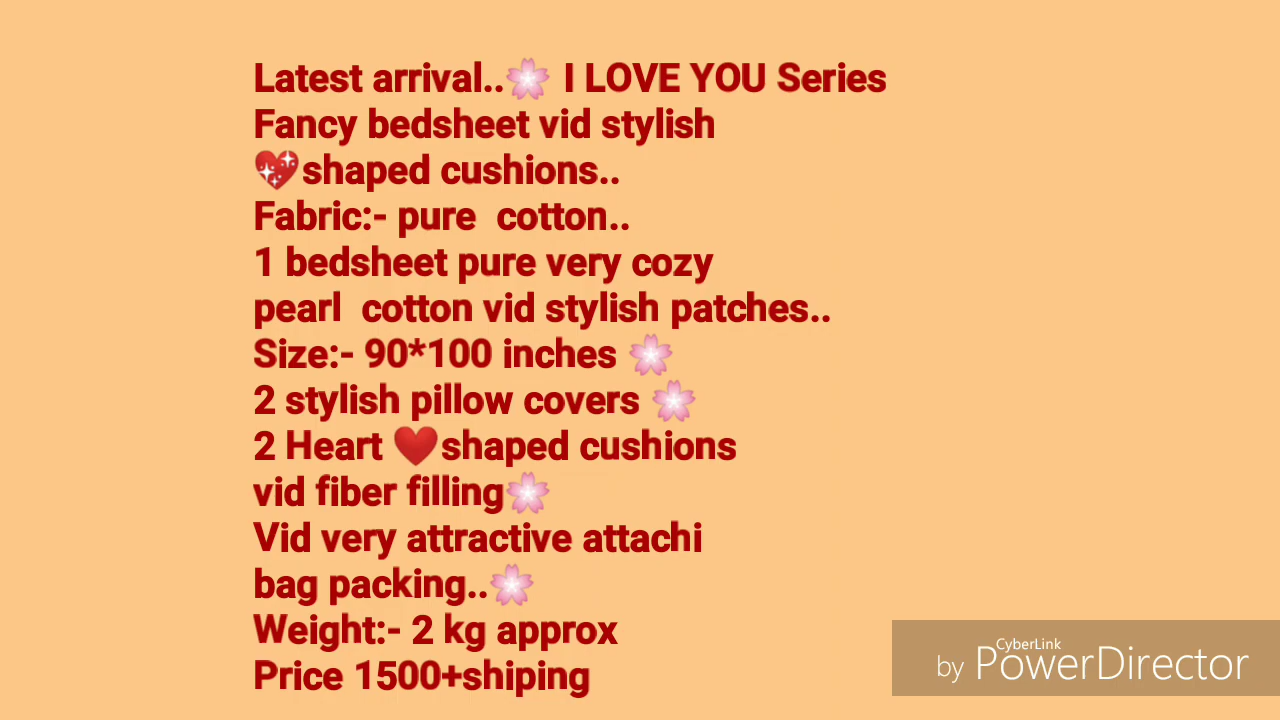 Latest arrival..🌸 I LOVE YOU Series
Fancy bedsheet vid stylish
💖shaped cushions..
Fabric:- pure  cotton..
1 bedsheet pure very cozy
pearl  cotton vid stylish patches..
Size:- 90*100 inches 🌸
2 stylish pillow covers 🌸
2 Heart ❤️shaped cushions
vid fiber filling🌸
Vid very attractive attachi
bag packing..🌸
Weight:- 2 kg approx
Price 1500+shiping
by CyberLink PowerDirector